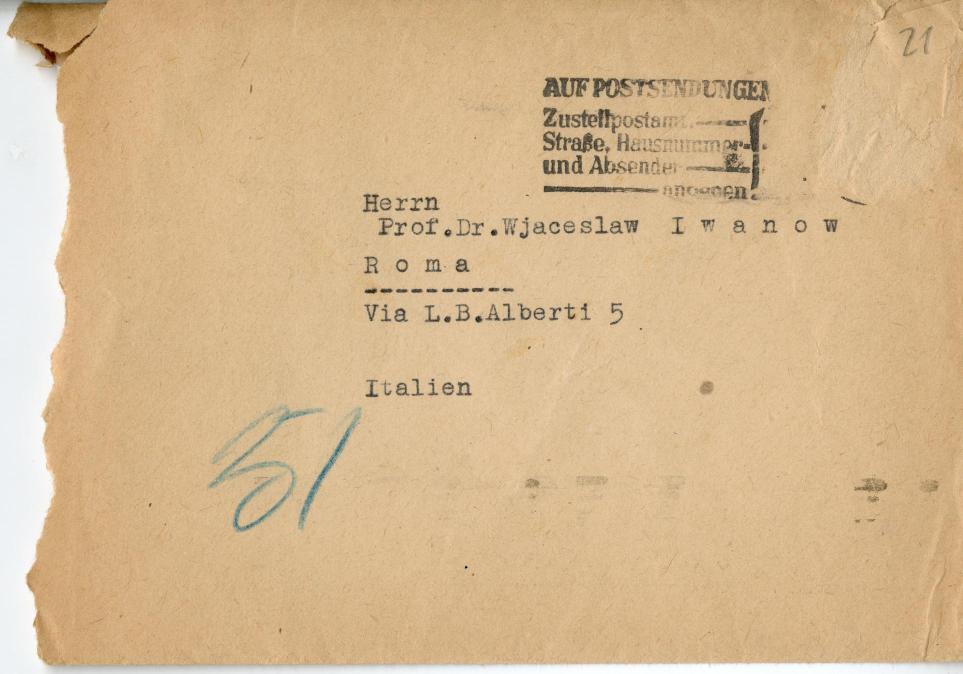 21
AUF POSTSENDUNGEN
Zustellpostamt,
Straße, Hausnummer
und Absender
angeben
Herrn
Prof.Dr.Wjaceslaw I w a n o w
R o m a
----------
Via L.B.Alberti 5
Italien
51